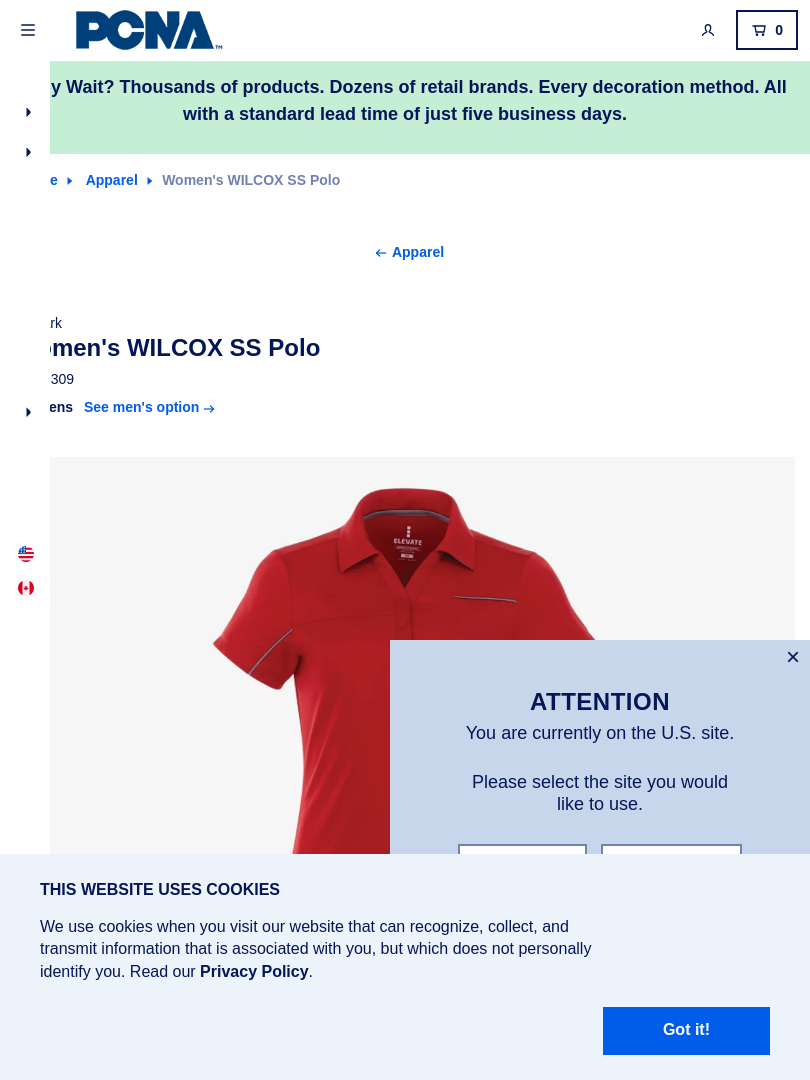 PCNA™
0
y Wait? Thousands of products. Dozens of retail brands. Every decoration method. All
with a standard lead time of just five business days.
e Apparel Women's WILCOX SS Polo
Apparel
rk
omen's WILCOX SS Polo
309
ens See men's option
ELEVATE
ATTENTION
You are currently on the U.S. site.
Please select the site you would
like to use.
THIS WEBSITE USES COOKIES
We use cookies when you visit our website that can recognize, collect, and
transmit information that is associated with you, but which does not personally
identify you. Read our Privacy Policy.
Got it!